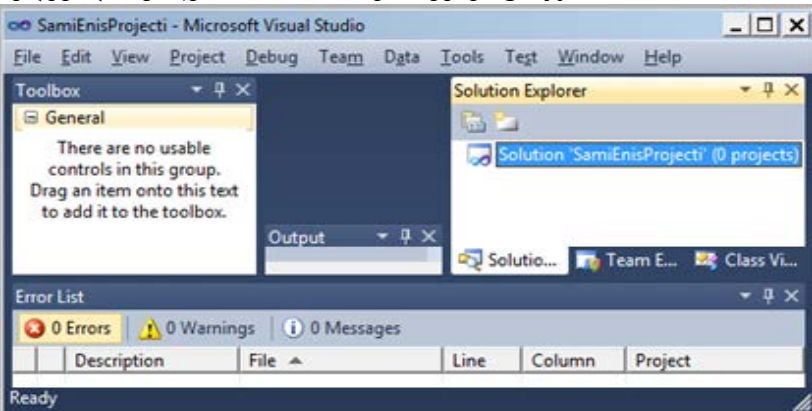 SamiEnisProjecti - Microsoft Visual Studio
File Edit View Project Debug Team Data Tools Test Window Help
Toolbox
General
There are no usable
controls in this group.
Drag an item onto this text
to add it to the toolbox.
Output
Solution Explorer
Solution 'SamiEnisProjecti' (0 projects)
Solutio... Team E... Class Vi...
Error List
0 Errors 0 Warnings 0 Messages
Description File Line Column Project
Ready